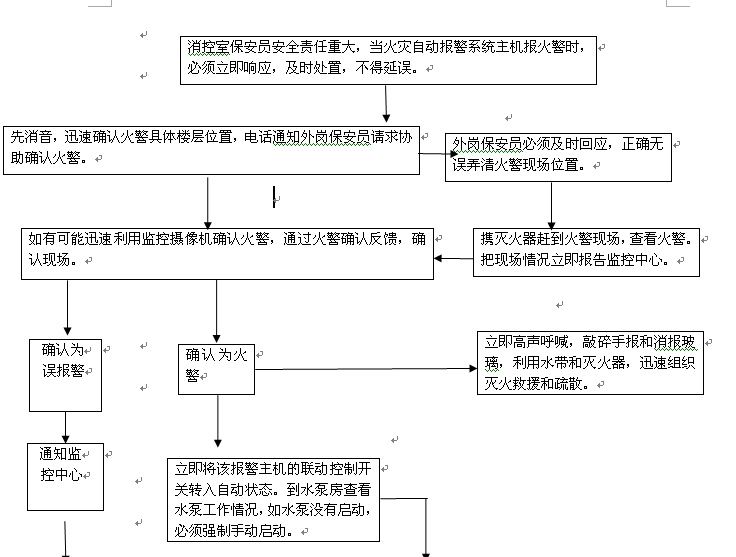 消控室保安员安全责任重大，当火灾自动报警系统主机报火警时，
必须立即响应，及时处置，不得延误。
先消音，迅速确认火警具体楼层位置，电话通知外岗保安员请求协
助确认火警。
外岗保安员必须及时回应，正确无
误弄清火警现场位置。
如有可能迅速利用监控摄像机确认火警，通过火警确认反馈，确
认现场。
携灭火器赶到火警现场，查看火警。
把现场情况立即报告监控中心。
确认为
误报警
确认为火
警
立即高声呼喊，敲碎手报和消报玻
璃，利用水带和灭火器，迅速组织
灭火救援和疏散。
通知监
控中心
立即将该报警主机的联动控制开
关转入自动状态。到水泵房查看
水泵工作情况，如水泵没有启动，
必须强制手动启动。